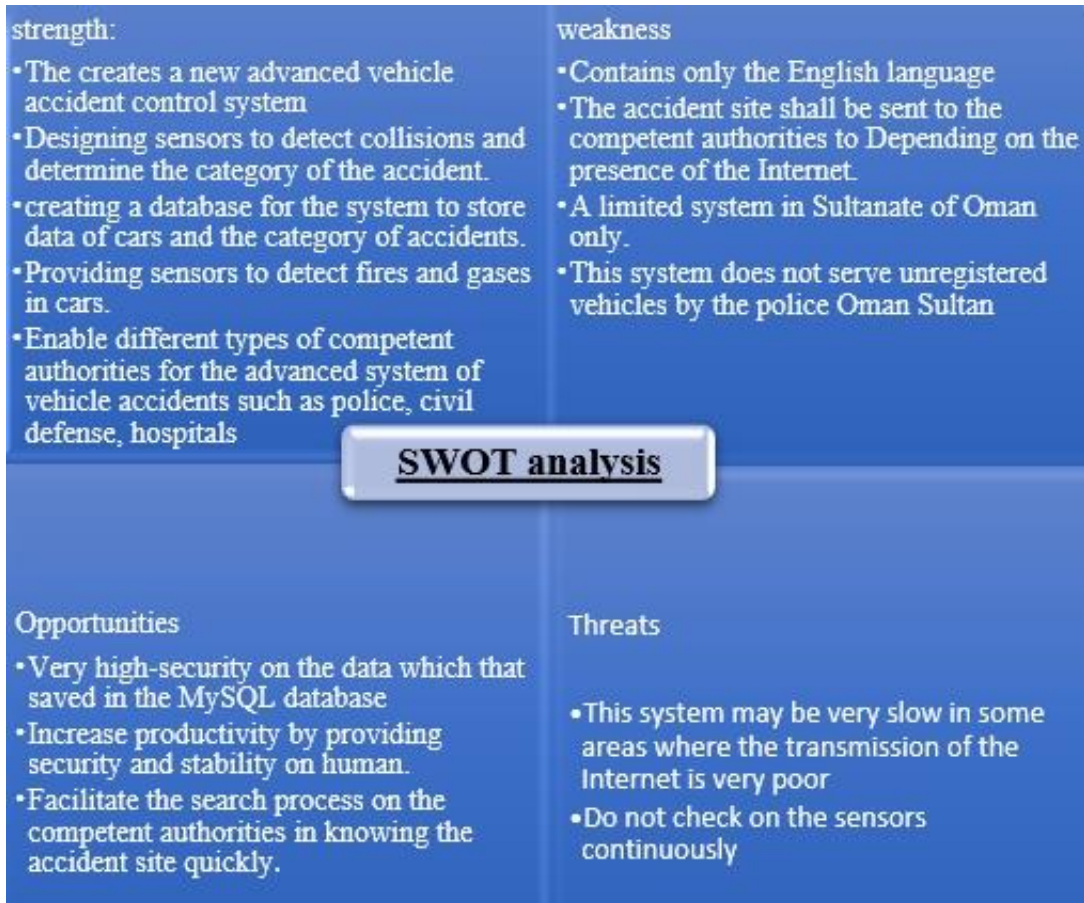 strength:
•The creates a new advanced vehicle
accident control system
•Designing sensors to detect collisions and
determine the category of the accident.
•creating a database for the system to store
data of cars and the category of accidents.
•Providing sensors to detect fires and gases
in cars.
•Enable different types of competent
authorities for the advanced system of
vehicle accidents such as police, civil
defense, hospitals
weakness
•Contains only the English language
•The accident site shall be sent to the
competent authorities to Depending on the
presence of the Internet.
•A limited system in Sultanate of Oman
only.
•This system does not serve unregistered
vehicles by the police Oman Sultan
SWOT analysis
Opportunities
•Very high-security on the data which that
saved in the MySQL database
•Increase productivity by providing
security and stability on human.
•Facilitate the search process on the
competent authorities in knowing the
accident site quickly.
Threats
•This system may be very slow in some
areas where the transmission of the
Internet is very poor
•Do not check on the sensors
continuously